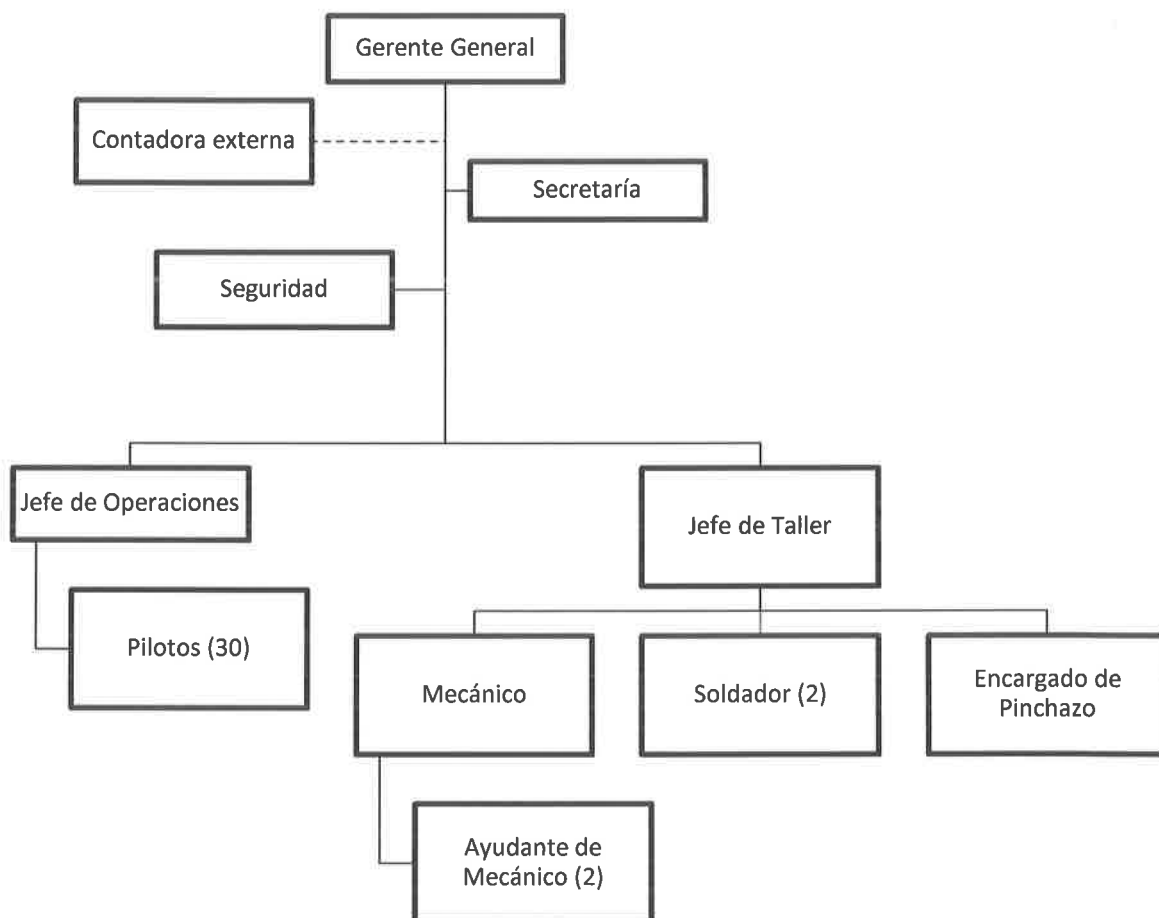 Gerente General
Contadora externa
Secretaría
Seguridad
Jefe de Operaciones
Jefe de Taller
Pilotos (30)
Mecánico
Soldador (2)
Encargado de
Pinchazo
Ayudante de
Mecánico (2)